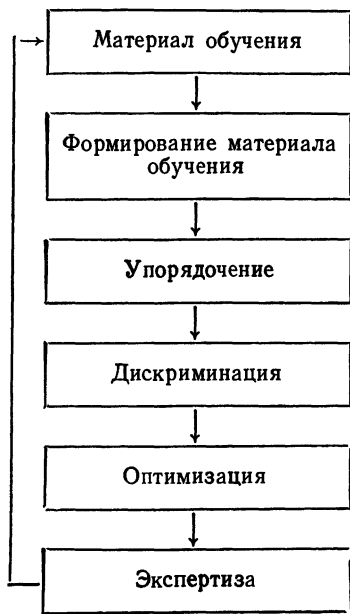 Материал обучения
Формирование материала
обучения
Упорядочение
Дискриминация
Оптимизация
Экспертиза